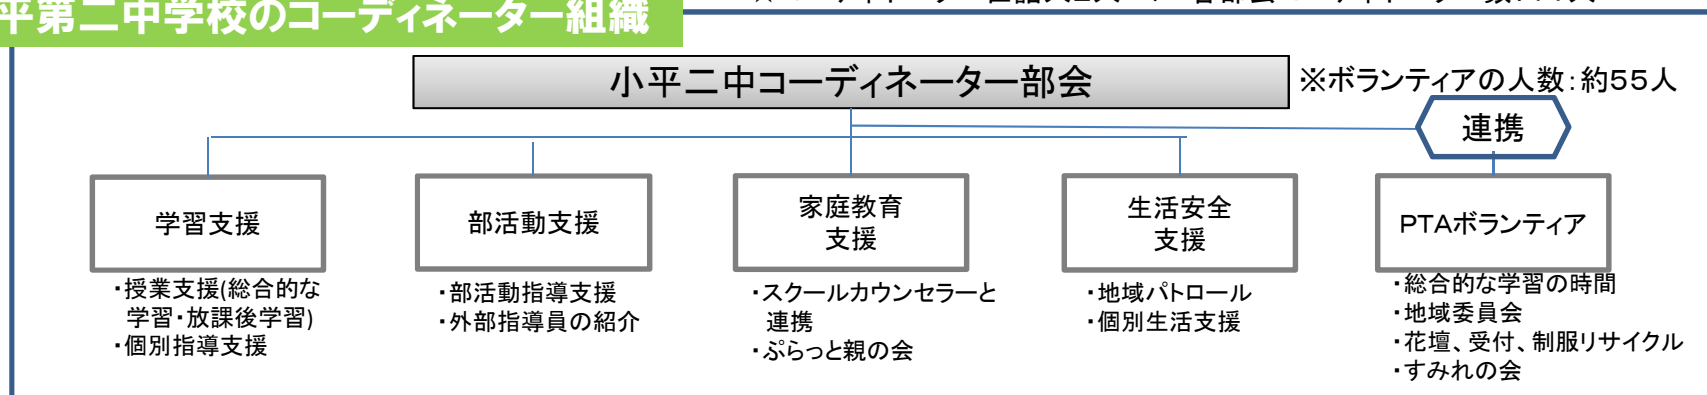 平第二中学校のコーディネーター組織
小平二中コーディネーター部会
※ボランティアの人数：約５５人
連携
学習支援
・授業支援(総合的な
学習・放課後学習)
・個別指導支援
部活動支援
・部活動指導支援
・外部指導員の紹介
家庭教育
支援
・スクールカウンセラーと
連携
・ぷらっと親の会
生活安全
支援
・地域パトロール
・個別生活支援
PTAボランティア
・総合的な学習の時間
・地域委員会
・花壇、受付、制服リサイクル
・すみれの会